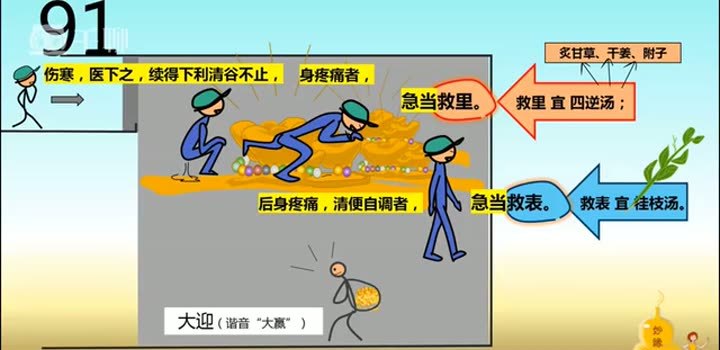 91
伤寒，医下之，续得下利清谷不止，身疼痛者，
急当救里。
救里 宜 四逆汤；
炙甘草、干姜、附子
后身疼痛，清便自调者，
急当救表。
救表 宜 桂枝汤。
大迎（谐音“大赢”）